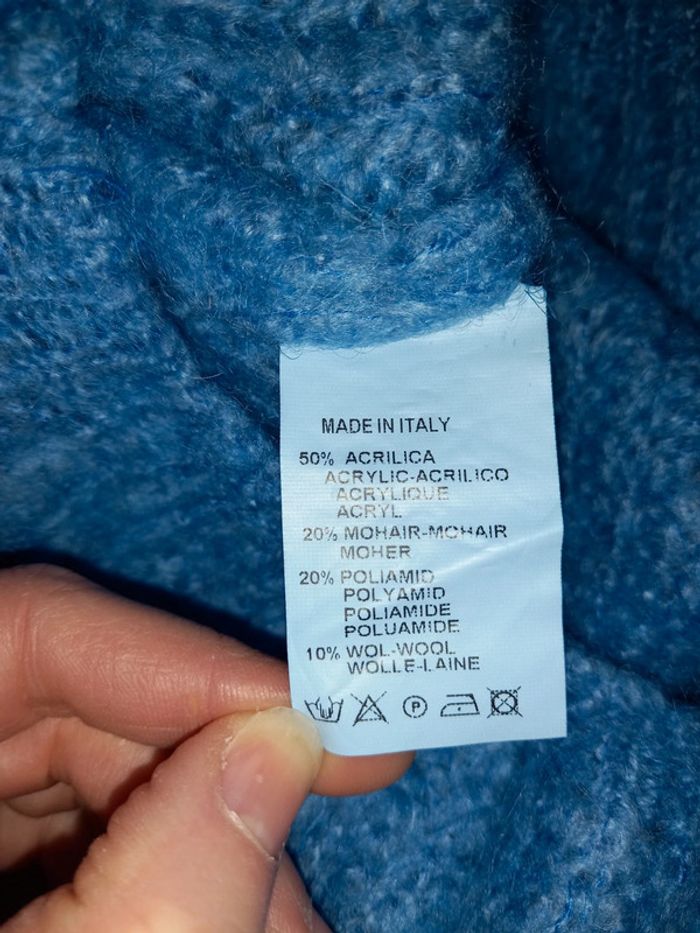 MADE IN ITALY
50% ACRILICA
ACRYLIC-ACRILICO
ACRYLIQUE
ACRYL
20% MOHAIR-MOHAIR
MOHER
20% POLIAMID
POLYAMID
POLIAMIDE
POLUAMIDE
10% WOL-WOOL
WOLLE-LAINE
P